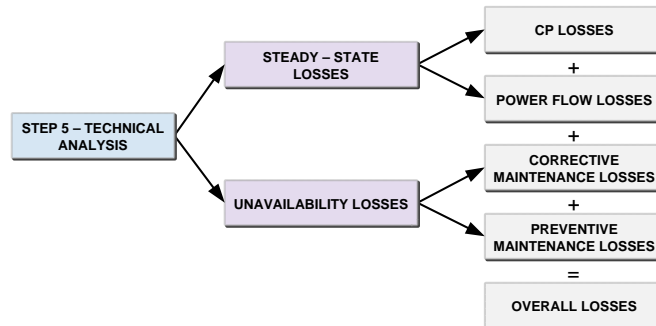 STEP 5 – TECHNICAL
ANALYSIS
STEADY – STATE
LOSSES
UNAVAILABILITY LOSSES
CP LOSSES
+
POWER FLOW LOSSES
+
CORRECTIVE
MAINTENANCE LOSSES
+
PREVENTIVE
MAINTENANCE LOSSES
=
OVERALL LOSSES